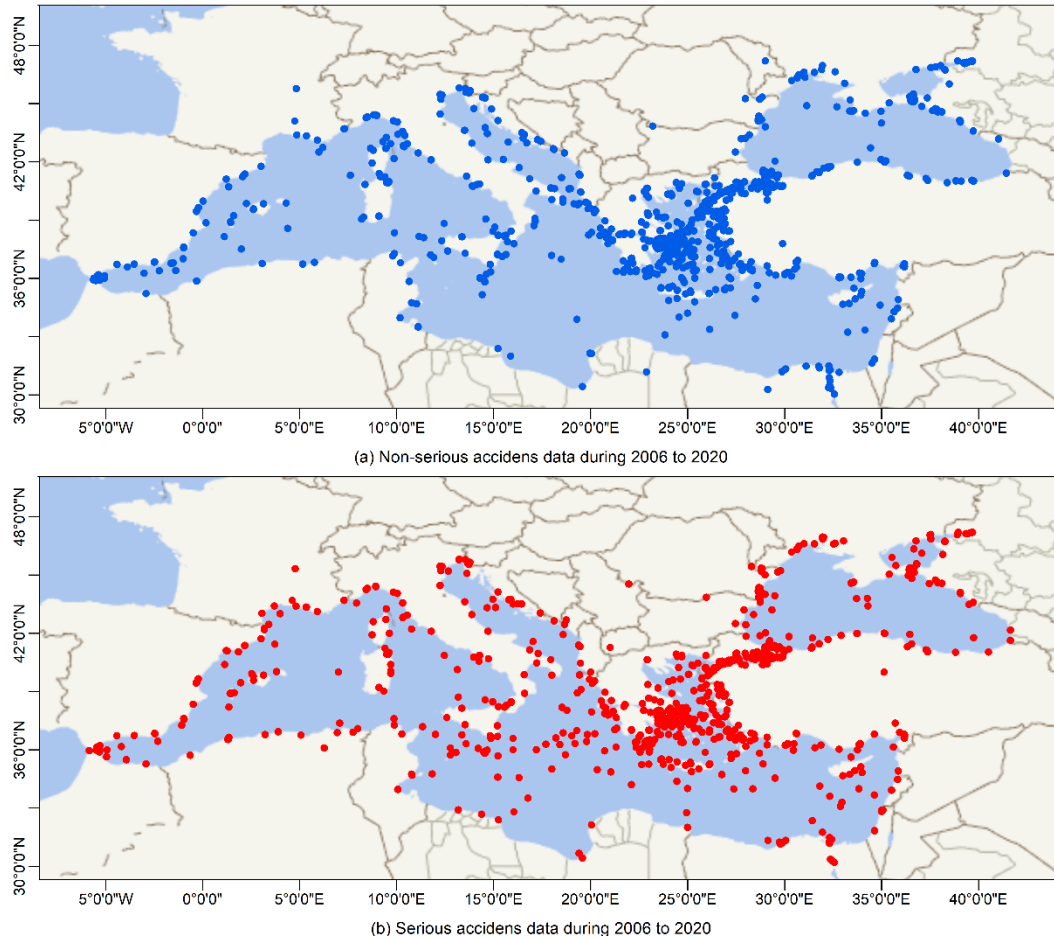 48°0'0"N
42°0'0"N
36°0'0"N
30°0'0"N
5°0'0"W 0°0'0" 5°0'0"E 10°0'0"E 15°0'0"E 20°0'0"E 25°0'0"E 30°0'0"E 35°0'0"E 40°0'0"E
(a) Non-serious accidens data during 2006 to 2020
48°0'0"N
42°0'0"N
36°0'0"N
30°0'0"N
5°0'0"W 0°0'0" 5°0'0"E 10°0'0"E 15°0'0"E 20°0'0"E 25°0'0"E 30°0'0"E 35°0'0"E 40°0'0"E
(b) Serious accidens data during 2006 to 2020